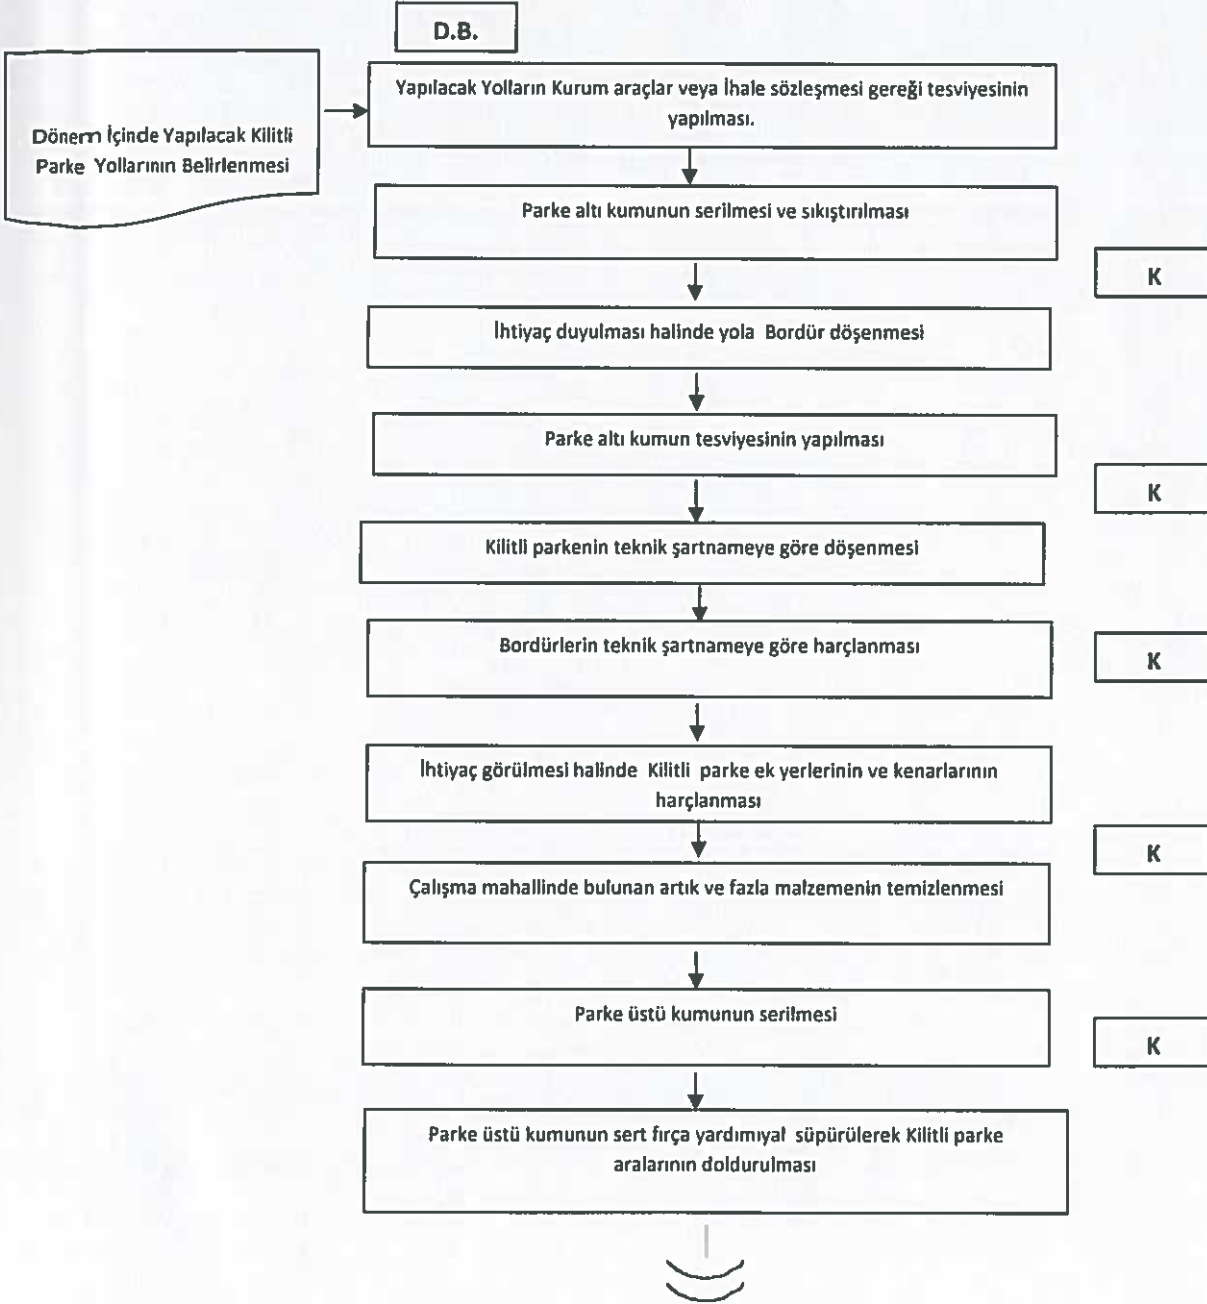 D.B.
Dönem İçinde Yapılacak Kilitli
Parke Yollarının Belirlenmesi
Yapılacak Yolların Kurum araçlar veya İhale sözleşmesi gereği tesviyesinin
yapılması.
Parke altı kumunun serilmesi ve sıkıştırılması
K
İhtiyaç duyulması halinde yola Bordür döşenmesi
Parke altı kumun tesviyesinin yapılması
K
Kilitli parkenin teknik şartnameye göre döşenmesi
Bordürlerin teknik şartnameye göre harçlanması
K
İhtiyaç görülmesi halinde Kilitli parke ek yerlerinin ve kenarlarının
harçlanması
K
Çalışma mahallinde bulunan artık ve fazla malzemenin temizlenmesi
Parke üstü kumunun serilmesi
K
Parke üstü kumunun sert fırça yardımıyal süpürülerek Kilitli parke
aralarının doldurulması